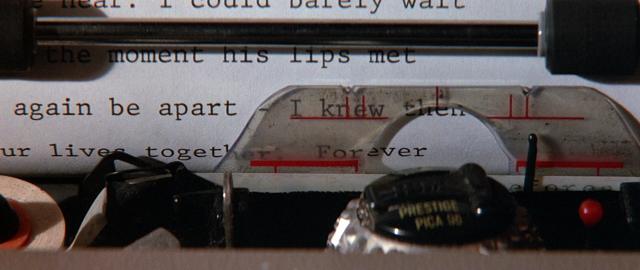 e near. I could barely wait
the moment his lips met
again be apart I knew then
ur lives together Forever
PRESTIGE
PICA 96